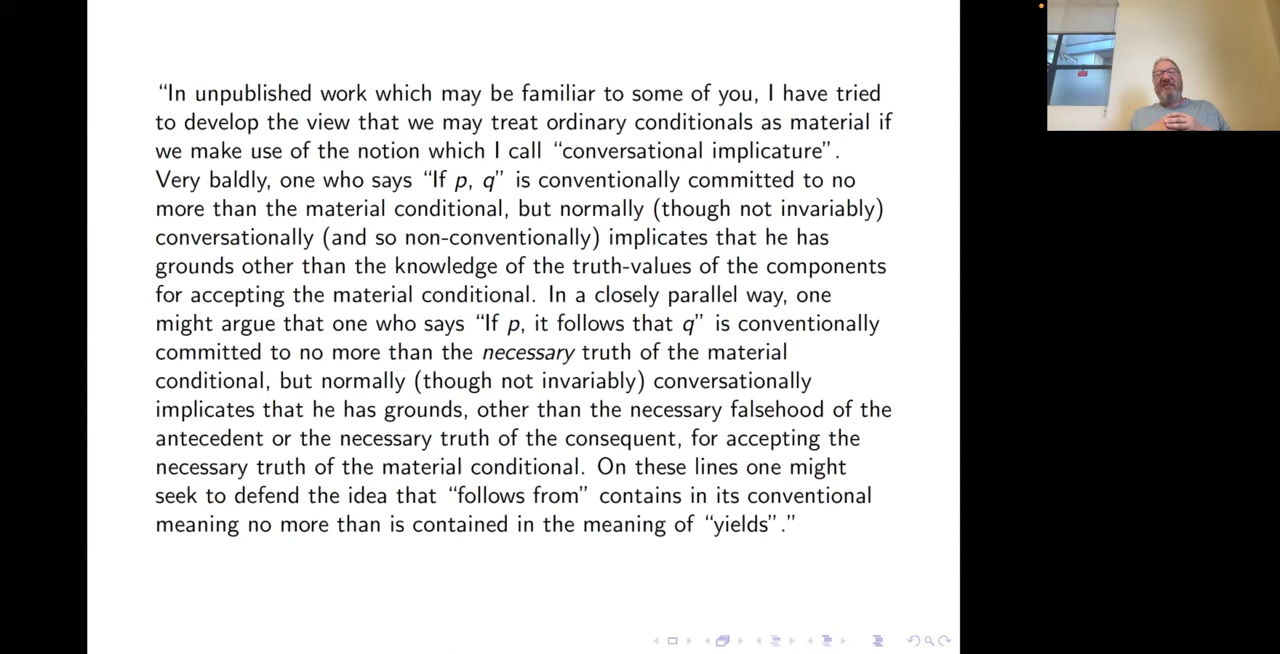 “In unpublished work which may be familiar to some of you, I have tried
to develop the view that we may treat ordinary conditionals as material if
we make use of the notion which I call “conversational implicature”.
Very baldly, one who says “If p, q” is conventionally committed to no
more than the material conditional, but normally (though not invariably)
conversationally (and so non-conventionally) implicates that he has
grounds other than the knowledge of the truth-values of the components
for accepting the material conditional. In a closely parallel way, one
might argue that one who says “If p, it follows that q” is conventionally
committed to no more than the necessary truth of the material
conditional, but normally (though not invariably) conversationally
implicates that he has grounds, other than the necessary falsehood of the
antecedent or the necessary truth of the consequent, for accepting the
necessary truth of the material conditional. On these lines one might
seek to defend the idea that “follows from” contains in its conventional
meaning no more than is contained in the meaning of “yields”.”